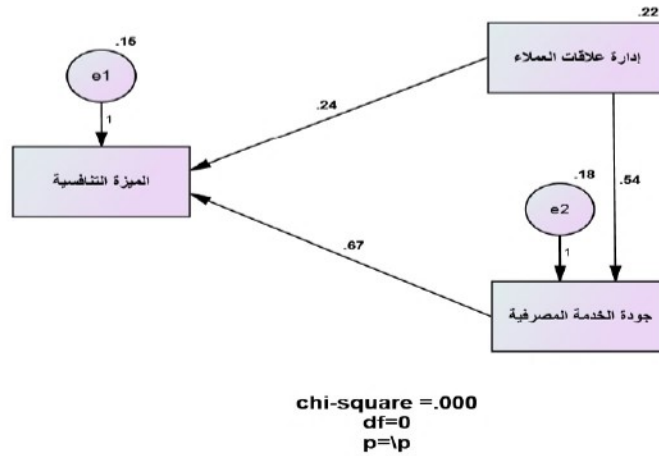 .22
.15
إدارة علاقات العملاء
e1
.24
1
الميزة التنافسية
.18
.54
e2
.67
1
جودة الخدمة المصرفية
chi-square =.000
df=0
p=\p